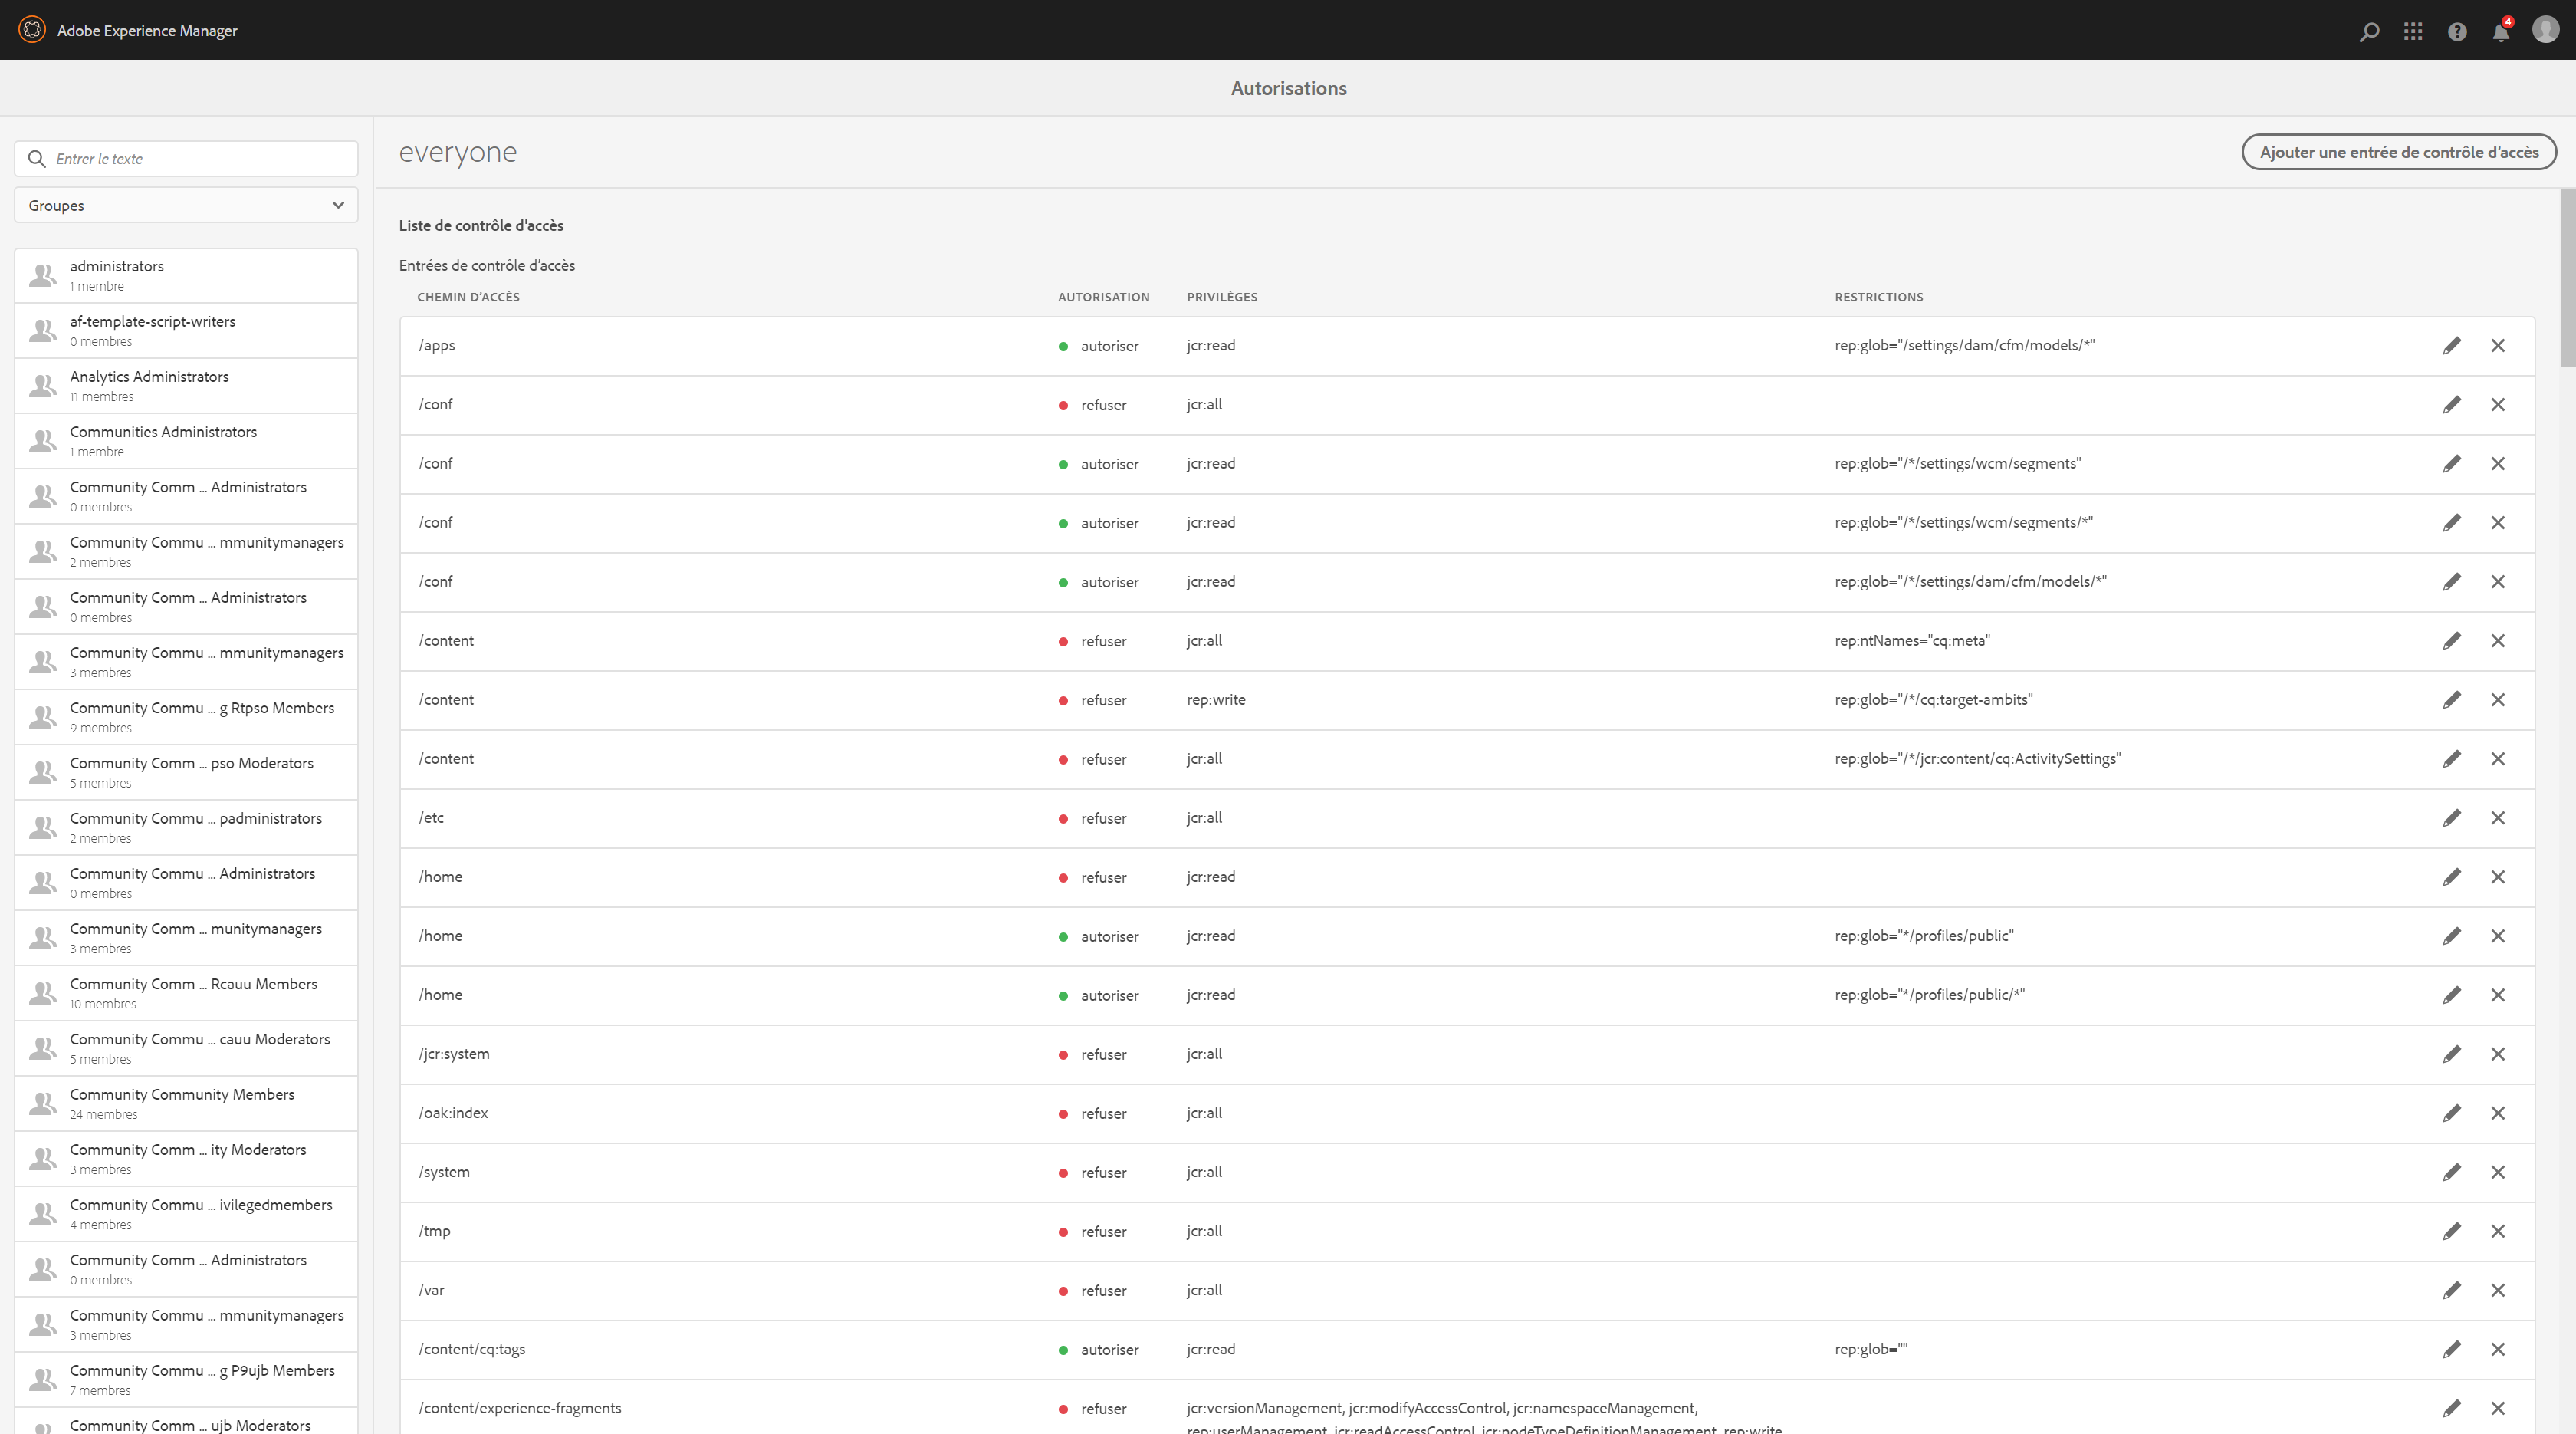 Adobe Experience Manager
4
Autorisations
Entrer le texte
Groupes
administrators
1 membre
af-template-script-writers
0 membres
Analytics Administrators
11 membres
Communities Administrators
1 membre
Community Comm ... Administrators
0 membres
Community Commu ... mmunitymanagers
2 membres
Community Comm ... Administrators
0 membres
Community Commu ... mmunitymanagers
3 membres
Community Commu ... g Rtpso Members
9 membres
Community Comm ... pso Moderators
5 membres
Community Commu ... padministrators
2 membres
Community Commu ... Administrators
0 membres
Community Comm ... munitymanagers
3 membres
Community Comm ... Rcauu Members
10 membres
Community Commu ... cauu Moderators
5 membres
Community Community Members
24 membres
Community Comm ... ity Moderators
3 membres
Community Commu ... ivilegedmembers
4 membres
Community Comm ... Administrators
0 membres
Community Commu ... mmunitymanagers
3 membres
Community Commu ... g P9ujb Members
7 membres
Community Comm ... ujb Moderators
everyone
Ajouter une entrée de contrôle d'accès
Liste de contrôle d'accès
Entrées de contrôle d'accès
CHEMIN D'ACCÈS AUTORISATION PRIVILÈGES RESTRICTIONS
/apps autoriser jcr:read rep:glob="/settings/dam/cfm/models/*"
/conf refuser jcr:all
/conf autoriser jcr:read rep:glob="/*/settings/wcm/segments"
/conf autoriser jcr:read rep:glob="/*/settings/wcm/segments/*"
/conf autoriser jcr:read rep:glob="/*/settings/dam/cfm/models/*"
/content refuser jcr:all rep:ntNames="cq:meta"
/content refuser rep:write rep:glob="/*/cq:target-ambits"
/content refuser jcr:all rep:glob="/*/jcr:content/cq:ActivitySettings"
/etc refuser jcr:all
/home refuser jcr:read
/home autoriser jcr:read rep:glob="*/profiles/public"
/home autoriser jcr:read rep:glob="*/profiles/public/*"
/jcr:system refuser jcr:all
/oak:index refuser jcr:all
/system refuser jcr:all
/tmp refuser jcr:all
/var refuser jcr:all
/content/cq:tags autoriser jcr:read rep:glob=""
/content/experience-fragments refuser jcr:versionManagement, jcr:modifyAccessControl, jcr:namespaceManagement,
rep:userManagement, jcr:readAccessControl, jcr:nodeTypeDefinitionManagement, rep:write